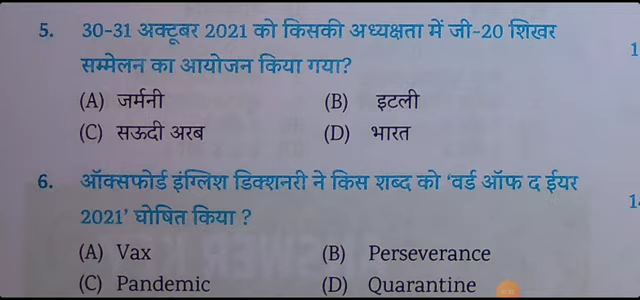 5. 30-31 अक्टूबर 2021 को किसकी अध्यक्षता में जी-20 शिखर
सम्मेलन का आयोजन किया गया?
(A) जर्मनी (B) इटली
(C) सऊदी अरब (D) भारत
6. ऑक्सफोर्ड इंग्लिश डिक्शनरी ने किस शब्द को ‘वर्ड ऑफ द ईयर
2021’ घोषित किया ?
(A) Vax (B) Perseverance
(C) Pandemic (D) Quarantine